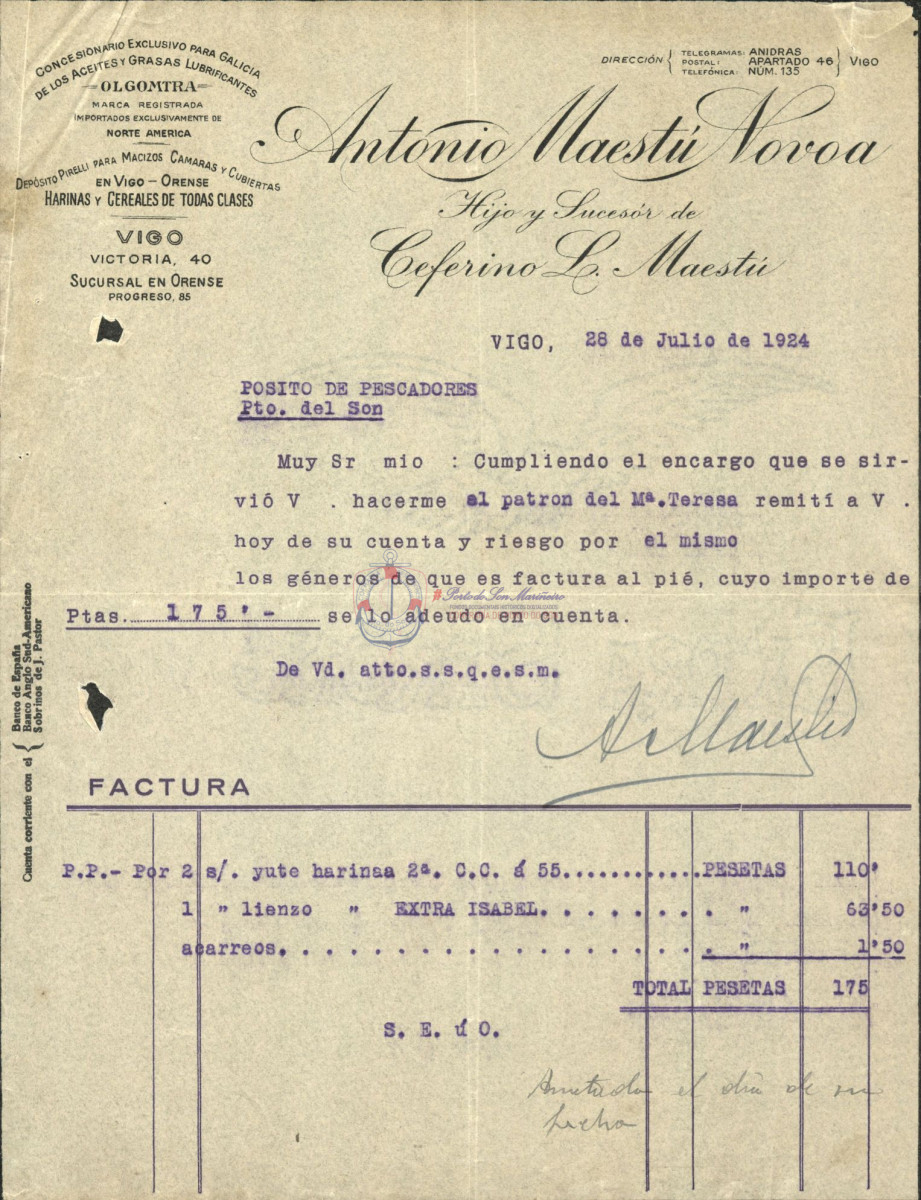 CONCESIONARIO EXCLUSIVO PARA GALICIA
DE LOS ACEITES Y GRASAS LUBRIFICANTES
OLGOMTRA
MARCA REGISTRADA
IMPORTADOS EXCLUSIVAMENTE DE
NORTE AMERICA
DEPÓSITO PIRELLI PARA MACIZOS CAMARAS Y CUBIERTAS
EN VIGO - ORENSE
HARINAS Y CEREALES DE TODAS CLASES
VIGO
VICTORIA, 40
SUCURSAL EN ORENSE
PROGRESO, 85
DIRECCIÓN { TELEGRAMAS: ANIDRAS
POSTAL: APARTADO 46 } VIGO
TELEFÓNICA: NÚM. 135
Antonio Maestú Novoa
Hijo y Sucesór de
Ceferino L. Maestú
VIGO, 28 de Julio de 1924
POSITO DE PESCADORES
Pto. del Son
Muy Sr mio : Cumpliendo el encargo que se sir-
vió V . hacerme el patron del Mª.Teresa remití a V .
hoy de su cuenta y riesgo por el mismo
los géneros de que es factura al pié, cuyo importe de
Ptas. 175'- se lo adeudo en cuenta.
Porto do Son Mariñeiro
De Vd. atto.s.s.q.e.s.m.
A Maestú
Cuenta corriente con el { Banco de España
Banco Anglo Sud-Americano
Sobrinos de J. Pastor
FACTURA
P.P.- Por 2 s/. yute harinaa 2ª. C.C. á 55............PESETAS 110'
1 " lienzo " EXTRA ISABEL. . . . . . . . " 63'50
acarreos. . . . . . . . . . . . . . . . . . " 1'50
TOTAL PESETAS 175
S. E. ú O.
Anotada el dia de su
fecha